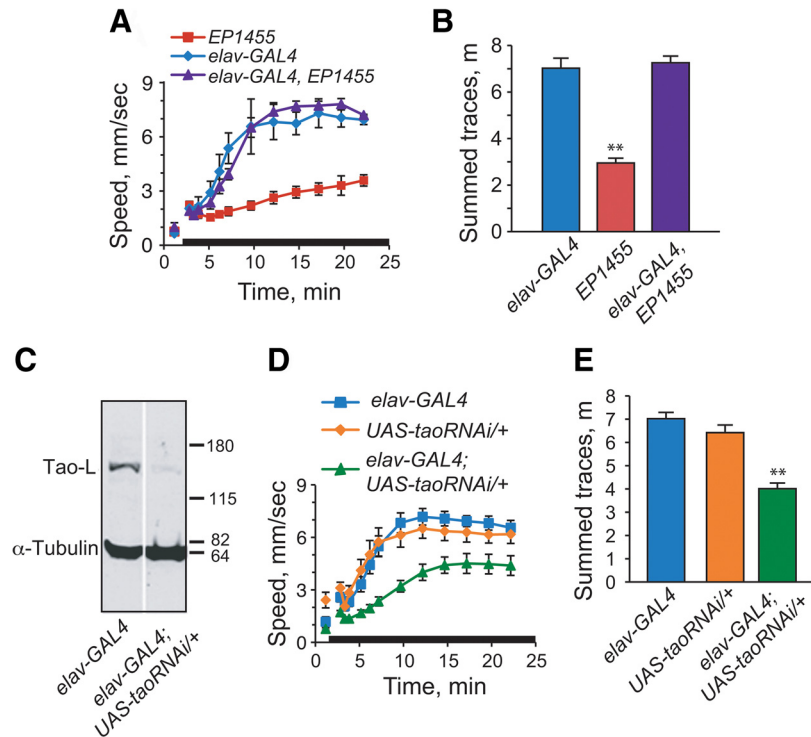 A
EP1455
elav-GAL4
elav-GAL4, EP1455
Speed, mm/sec
9
6
3
0
0 5 10 15 20 25
Time, min
B
Summed traces, m
8
7
6
5
4
3
2
1
0
**
elav-GAL4
EP1455
elav-GAL4,
EP1455
C
Tao-L
α-Tubulin
180
115
82
64
elav-GAL4
elav-GAL4;
UAS-taoRNAi/+
D
elav-GAL4
UAS-taoRNAi/+
elav-GAL4;
UAS-taoRNAi/+
Speed, mm/sec
9
6
3
0
0 5 10 15 20 25
Time, min
E
Summed traces, m
8
7
6
5
4
3
2
1
0
**
elav-GAL4
UAS-taoRNAi/+
elav-GAL4;
UAS-taoRNAi/+